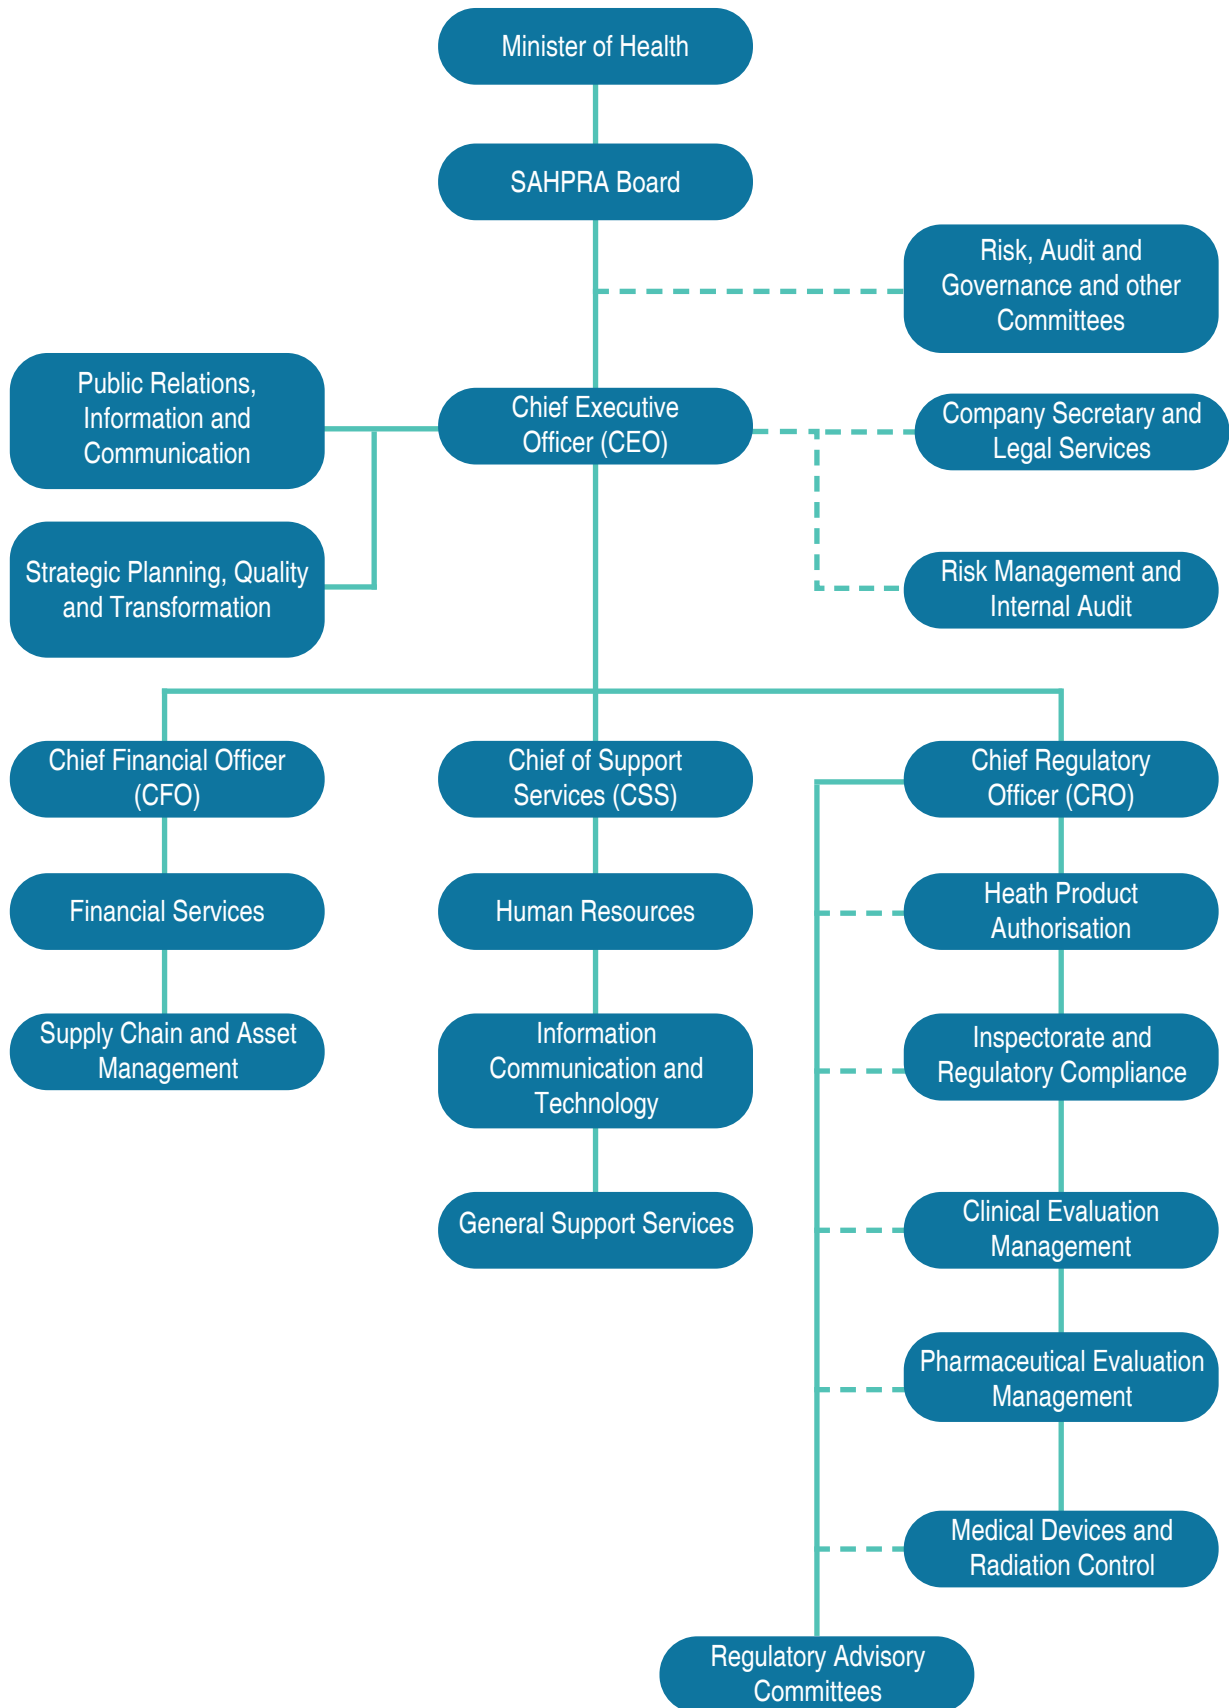 Minister of Health
SAHPRA Board
Risk, Audit and
Governance and other
Committees
Public Relations,
Information and
Communication
Chief Executive
Officer (CEO)
Company Secretary and
Legal Services
Strategic Planning, Quality
and Transformation
Risk Management and
Internal Audit
Chief Financial Officer
(CFO)
Chief of Support
Services (CSS)
Chief Regulatory
Officer (CRO)
Financial Services
Human Resources
Heath Product
Authorisation
Supply Chain and Asset
Management
Information
Communication and
Technology
Inspectorate and
Regulatory Compliance
General Support Services
Clinical Evaluation
Management
Pharmaceutical Evaluation
Management
Medical Devices and
Radiation Control
Regulatory Advisory
Committees